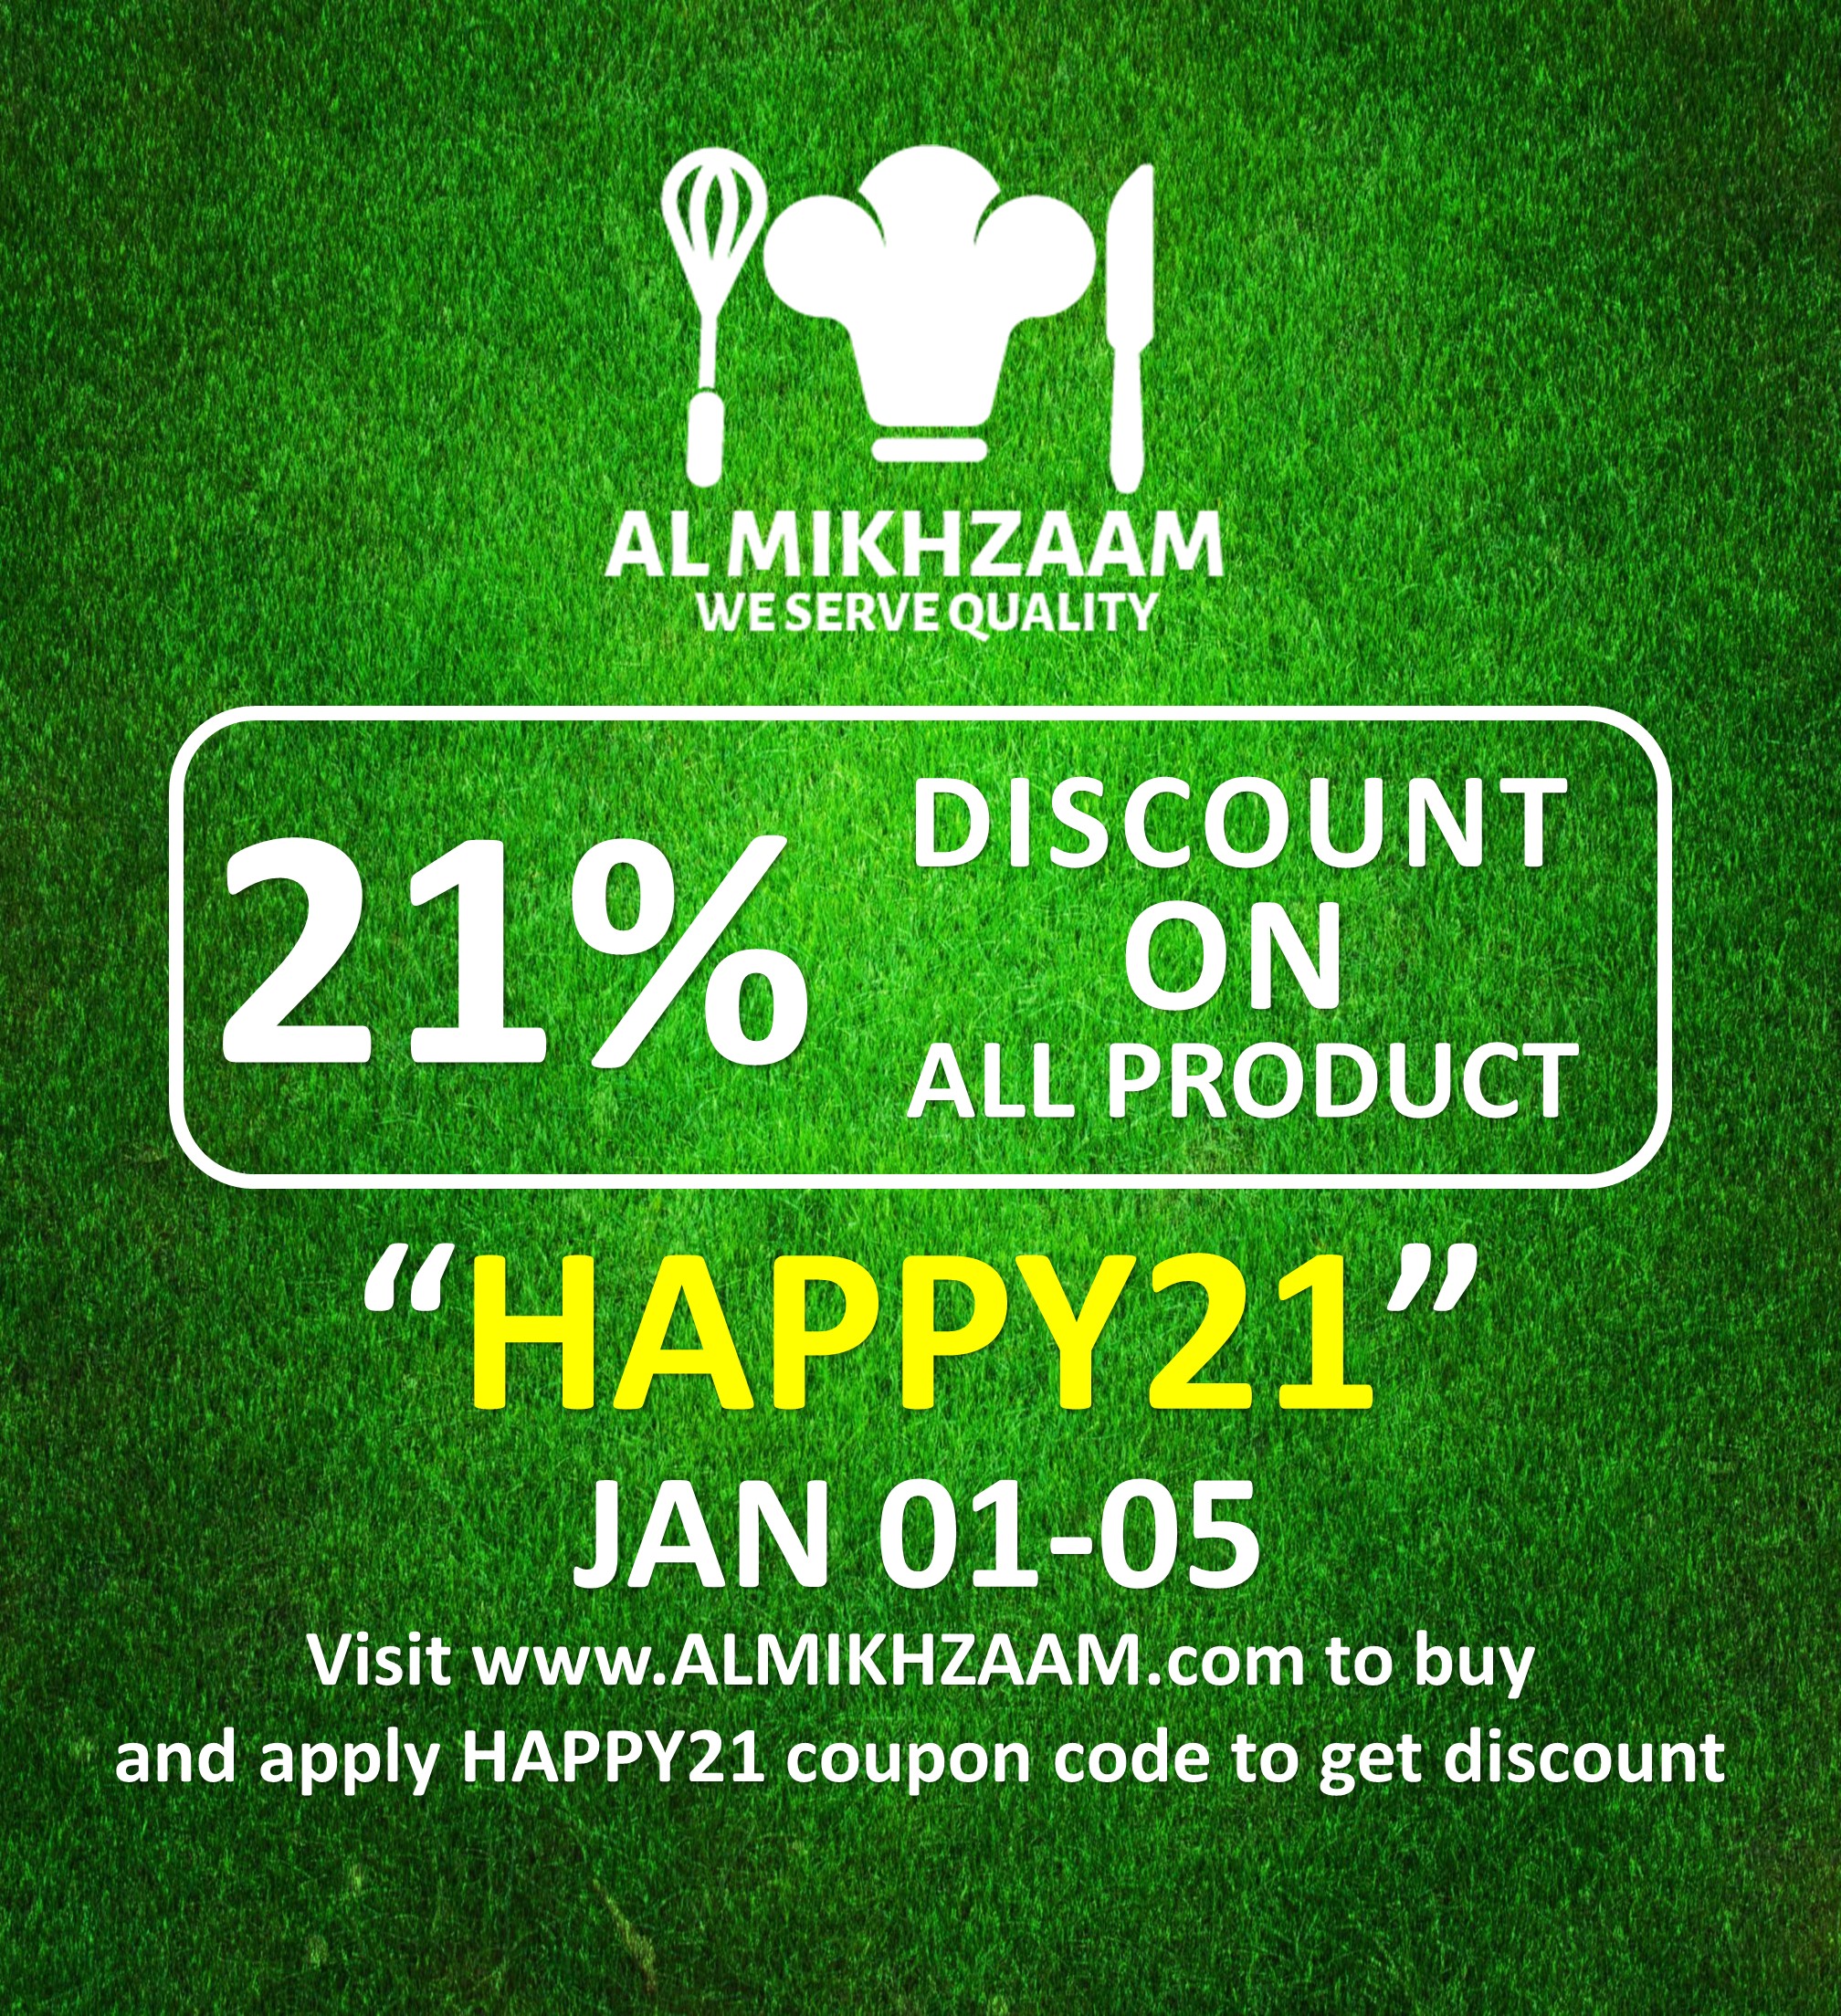 AL MIKHZAAM
WE SERVE QUALITY
21%
DISCOUNT
ON
ALL PRODUCT
“HAPPY21”
JAN 01-05
Visit www.ALMIKHZAAM.com to buy
and apply HAPPY21 coupon code to get discount